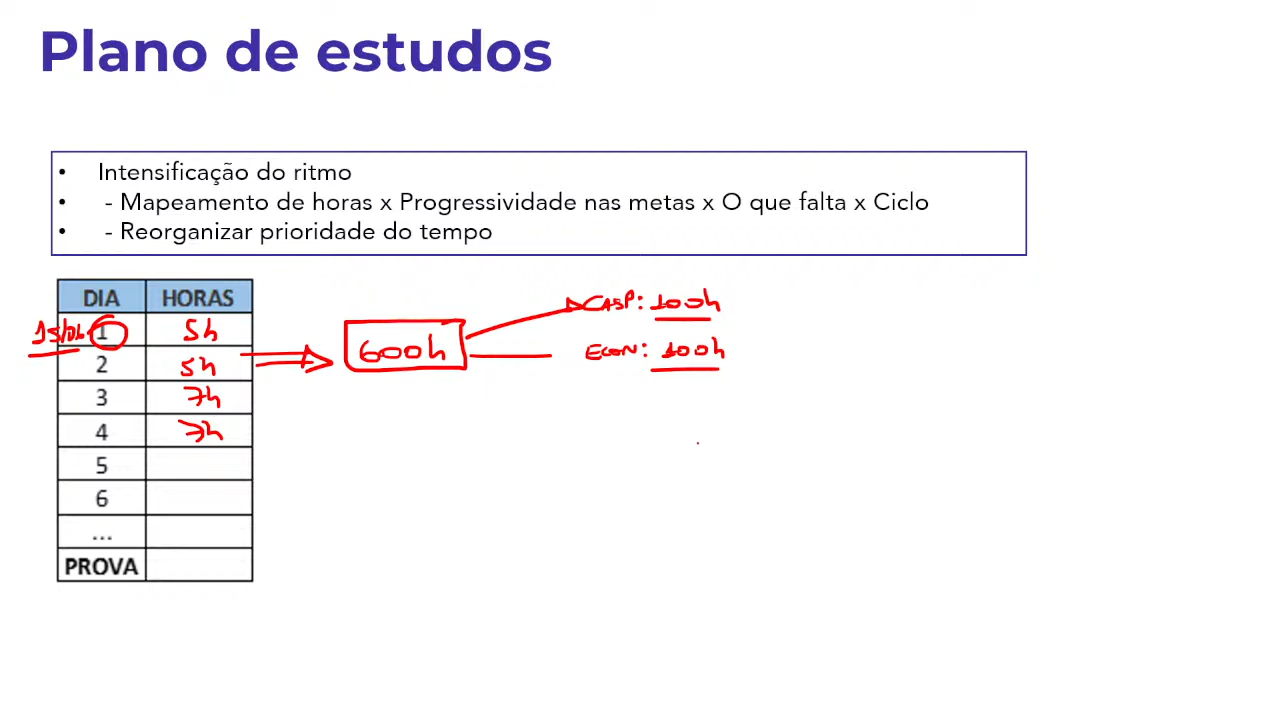 Plano de estudos
• Intensificação do ritmo
• - Mapeamento de horas x Progressividade nas metas x O que falta x Ciclo
• - Reorganizar prioridade do tempo
DIA HORAS
1 5h
2 5h
3 7h
4 7h
5
6
...
PROVA
600h
CASP: 100h
ECON: 100h